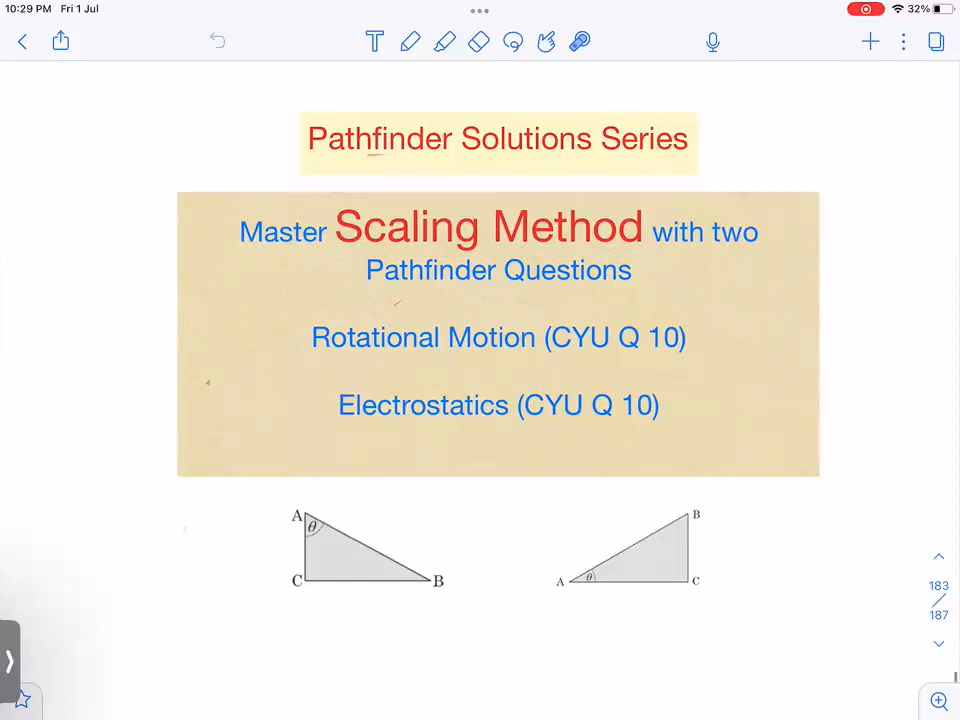 10:29 PM Fri 1 Jul
32%
Pathfinder Solutions Series
Master Scaling Method with two
Pathfinder Questions
Rotational Motion (CYU Q 10)
Electrostatics (CYU Q 10)
A
θ
C
B
B
A
θ
C
183
187